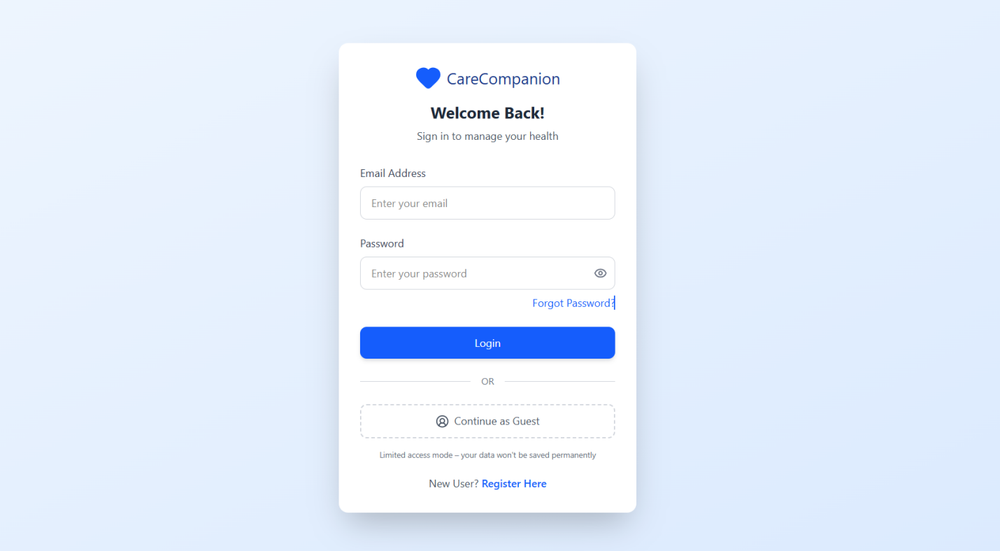 CareCompanion
Welcome Back!
Sign in to manage your health
Email Address
Enter your email
Password
Enter your password
Forgot Password?
Login
OR
Continue as Guest
Limited access mode – your data won't be saved permanently
New User? Register Here